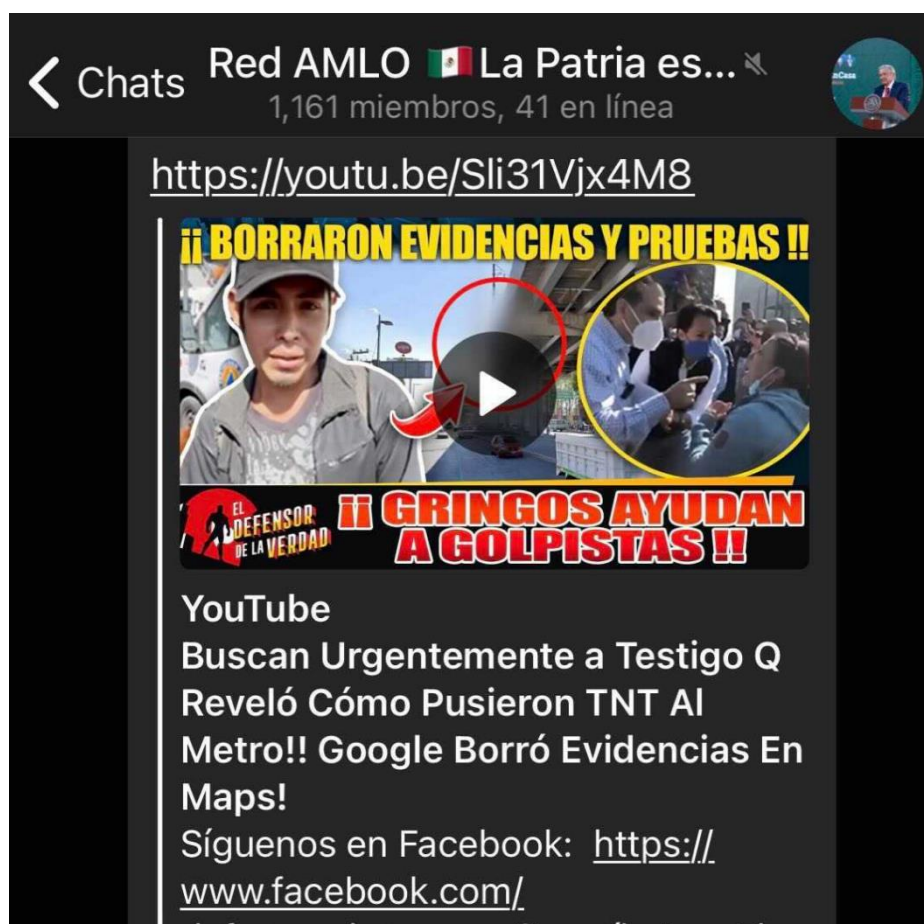 Chats
Red AMLO 🇲🇽 La Patria es...
1,161 miembros, 41 en línea
https://youtu.be/Sli31Vjx4M8
¡¡ BORRARON EVIDENCIAS Y PRUEBAS !!
EL
DEFENSOR
DE LA VERDAD
¡¡ GRINGOS AYUDAN
A GOLPISTAS !!
YouTube
Buscan Urgentemente a Testigo Q
Reveló Cómo Pusieron TNT Al
Metro!! Google Borró Evidencias En
Maps!
Síguenos en Facebook: https://
www.facebook.com/